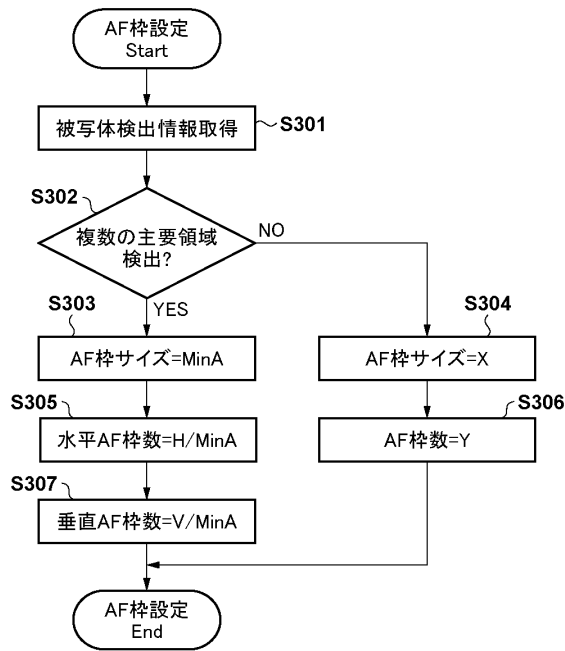 AF枠設定
Start
被写体検出情報取得
S301
S302
複数の主要領域
検出?
NO
YES
S303
AF枠サイズ=MinA
S304
AF枠サイズ=X
S305
水平AF枠数=H/MinA
S306
AF枠数=Y
S307
垂直AF枠数=V/MinA
AF枠設定
End